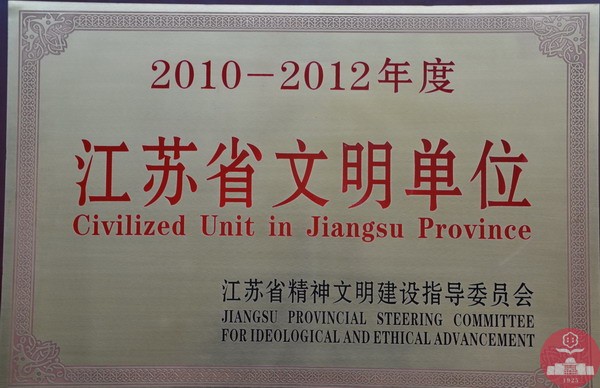 2010-2012年度
江苏省文明单位
Civilized Unit in Jiangsu Province
江苏省精神文明建设指导委员会
JIANGSU PROVINCIAL STEERING COMMITTEE
FOR IDEOLOGICAL AND ETHICAL ADVANCEMENT
1925